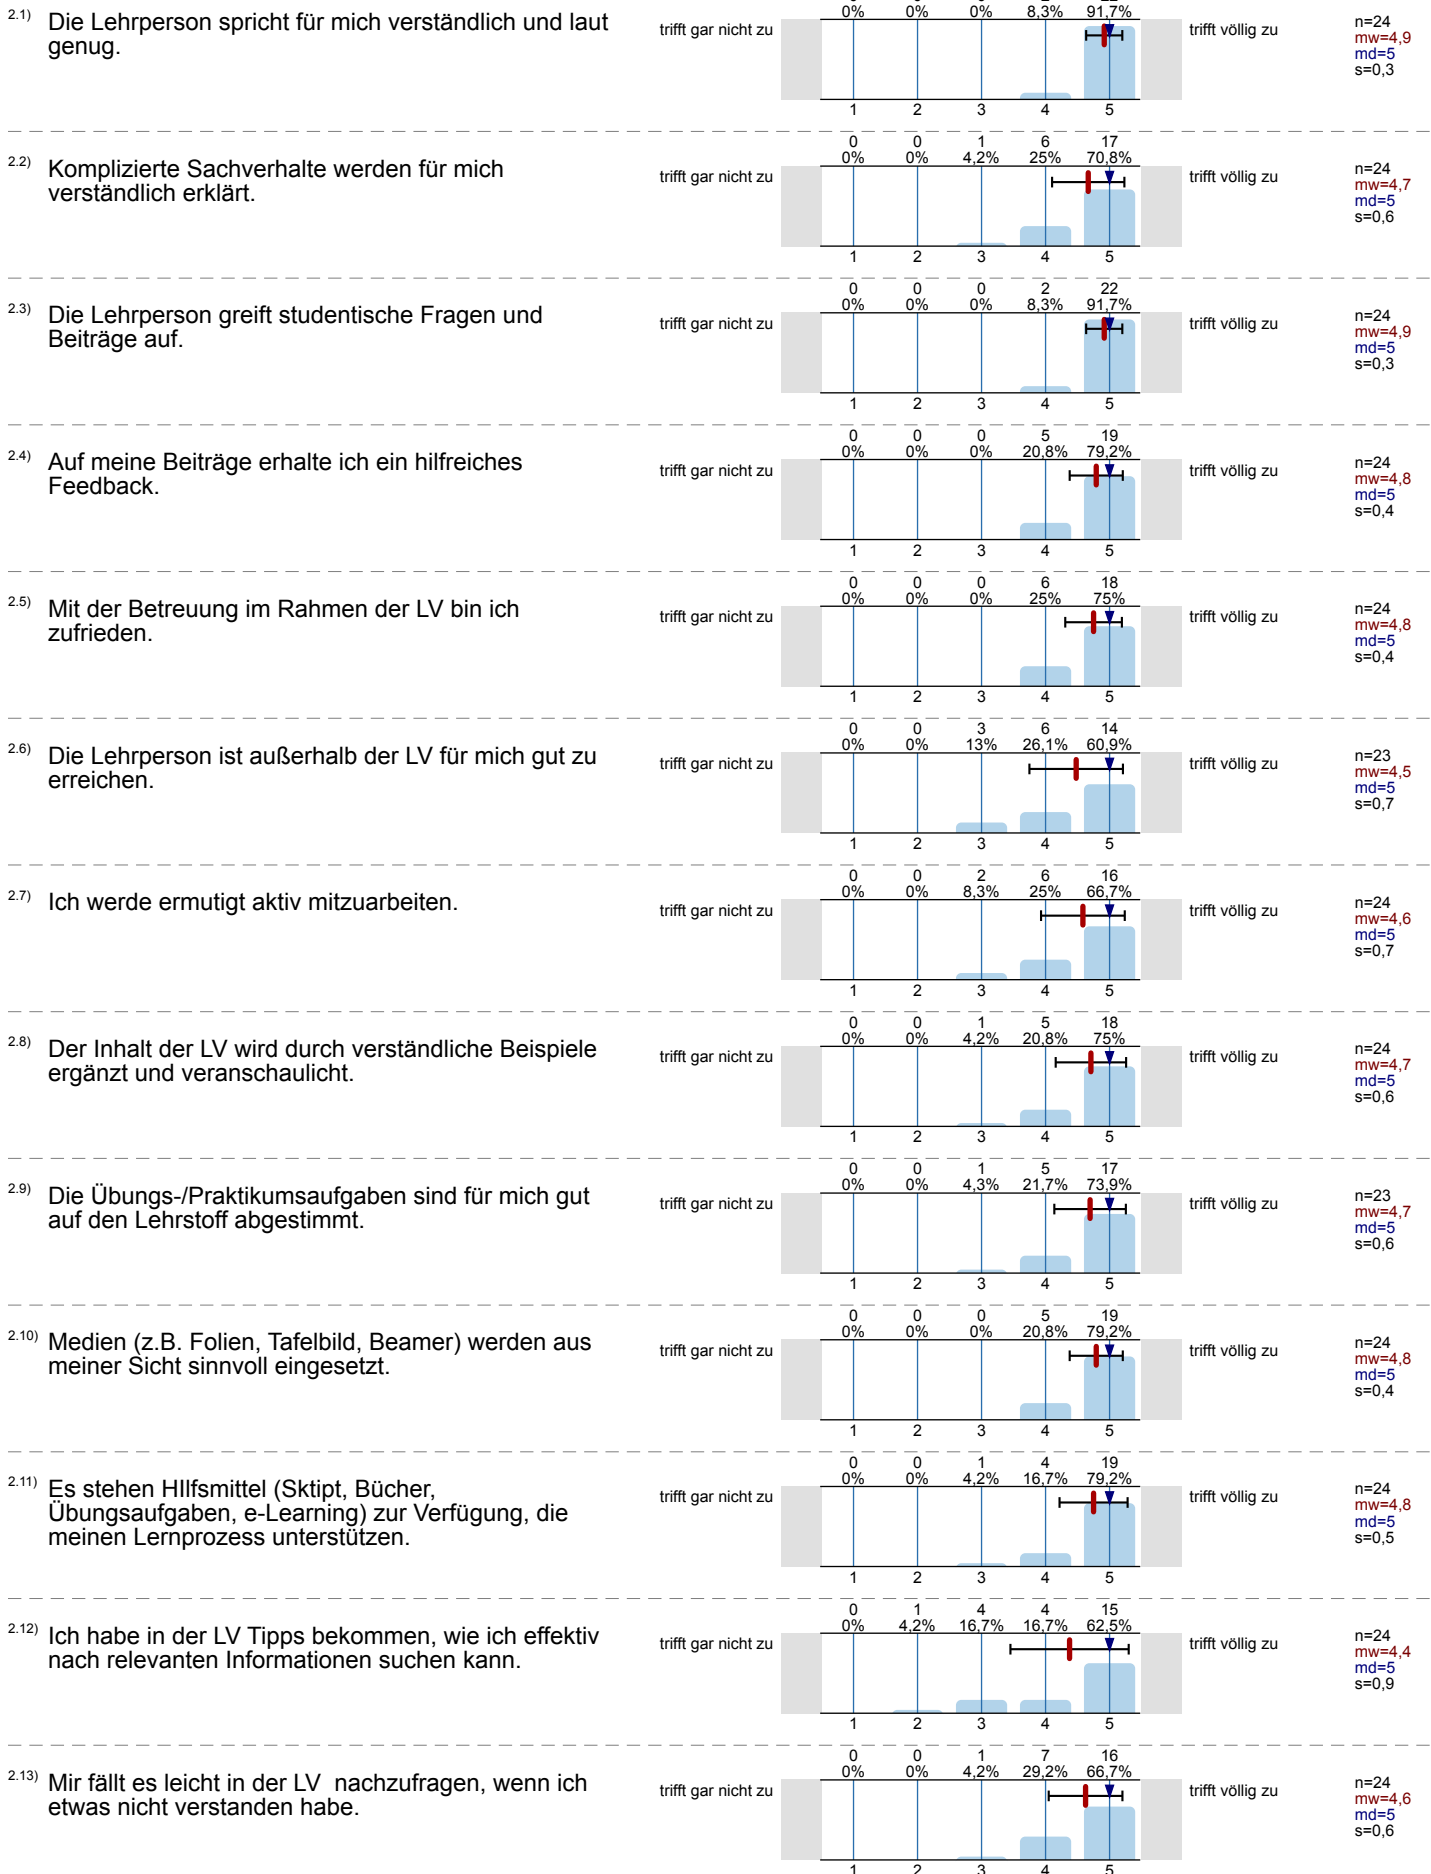 2.1) Die Lehrperson spricht für mich verständlich und laut
genug.
trifft gar nicht zu
0% 0% 0% 8,3% 91,7%
1 2 3 4 5
trifft völlig zu
n=24
mw=4,9
md=5
s=0,3
2.2) Komplizierte Sachverhalte werden für mich
verständlich erklärt.
trifft gar nicht zu
0 0 1 6 17
0% 0% 4,2% 25% 70,8%
1 2 3 4 5
trifft völlig zu
n=24
mw=4,7
md=5
s=0,6
2.3) Die Lehrperson greift studentische Fragen und
Beiträge auf.
trifft gar nicht zu
0 0 0 2 22
0% 0% 0% 8,3% 91,7%
1 2 3 4 5
trifft völlig zu
n=24
mw=4,9
md=5
s=0,3
2.4) Auf meine Beiträge erhalte ich ein hilfreiches
Feedback.
trifft gar nicht zu
0 0 0 5 19
0% 0% 0% 20,8% 79,2%
1 2 3 4 5
trifft völlig zu
n=24
mw=4,8
md=5
s=0,4
2.5) Mit der Betreuung im Rahmen der LV bin ich
zufrieden.
trifft gar nicht zu
0 0 0 6 18
0% 0% 0% 25% 75%
1 2 3 4 5
trifft völlig zu
n=24
mw=4,8
md=5
s=0,4
2.6) Die Lehrperson ist außerhalb der LV für mich gut zu
erreichen.
trifft gar nicht zu
0 0 3 6 14
0% 0% 13% 26,1% 60,9%
1 2 3 4 5
trifft völlig zu
n=23
mw=4,5
md=5
s=0,7
2.7) Ich werde ermutigt aktiv mitzuarbeiten.
trifft gar nicht zu
0 0 2 6 16
0% 0% 8,3% 25% 66,7%
1 2 3 4 5
trifft völlig zu
n=24
mw=4,6
md=5
s=0,7
2.8) Der Inhalt der LV wird durch verständliche Beispiele
ergänzt und veranschaulicht.
trifft gar nicht zu
0 0 1 5 18
0% 0% 4,2% 20,8% 75%
1 2 3 4 5
trifft völlig zu
n=24
mw=4,7
md=5
s=0,6
2.9) Die Übungs-/Praktikumsaufgaben sind für mich gut
auf den Lehrstoff abgestimmt.
trifft gar nicht zu
0 0 1 5 17
0% 0% 4,3% 21,7% 73,9%
1 2 3 4 5
trifft völlig zu
n=23
mw=4,7
md=5
s=0,6
2.10) Medien (z.B. Folien, Tafelbild, Beamer) werden aus
meiner Sicht sinnvoll eingesetzt.
trifft gar nicht zu
0 0 0 5 19
0% 0% 0% 20,8% 79,2%
1 2 3 4 5
trifft völlig zu
n=24
mw=4,8
md=5
s=0,4
2.11) Es stehen HIlfsmittel (Sktipt, Bücher,
Übungsaufgaben, e-Learning) zur Verfügung, die
meinen Lernprozess unterstützen.
trifft gar nicht zu
0 0 1 4 19
0% 0% 4,2% 16,7% 79,2%
1 2 3 4 5
trifft völlig zu
n=24
mw=4,8
md=5
s=0,5
2.12) Ich habe in der LV Tipps bekommen, wie ich effektiv
nach relevanten Informationen suchen kann.
trifft gar nicht zu
0 1 4 4 15
0% 4,2% 16,7% 16,7% 62,5%
1 2 3 4 5
trifft völlig zu
n=24
mw=4,4
md=5
s=0,9
2.13) Mir fällt es leicht in der LV nachzufragen, wenn ich
etwas nicht verstanden habe.
trifft gar nicht zu
0 0 1 7 16
0% 0% 4,2% 29,2% 66,7%
1 2 3 4 5
trifft völlig zu
n=24
mw=4,6
md=5
s=0,6